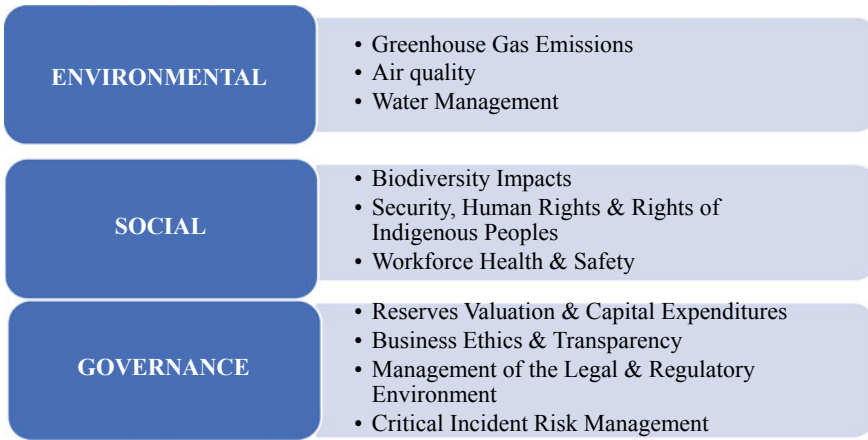 ENVIRONMENTAL
• Greenhouse Gas Emissions
• Air quality
• Water Management
SOCIAL
• Biodiversity Impacts
• Security, Human Rights & Rights of
Indigenous Peoples
• Workforce Health & Safety
GOVERNANCE
• Reserves Valuation & Capital Expenditures
• Business Ethics & Transparency
• Management of the Legal & Regulatory
Environment
• Critical Incident Risk Management